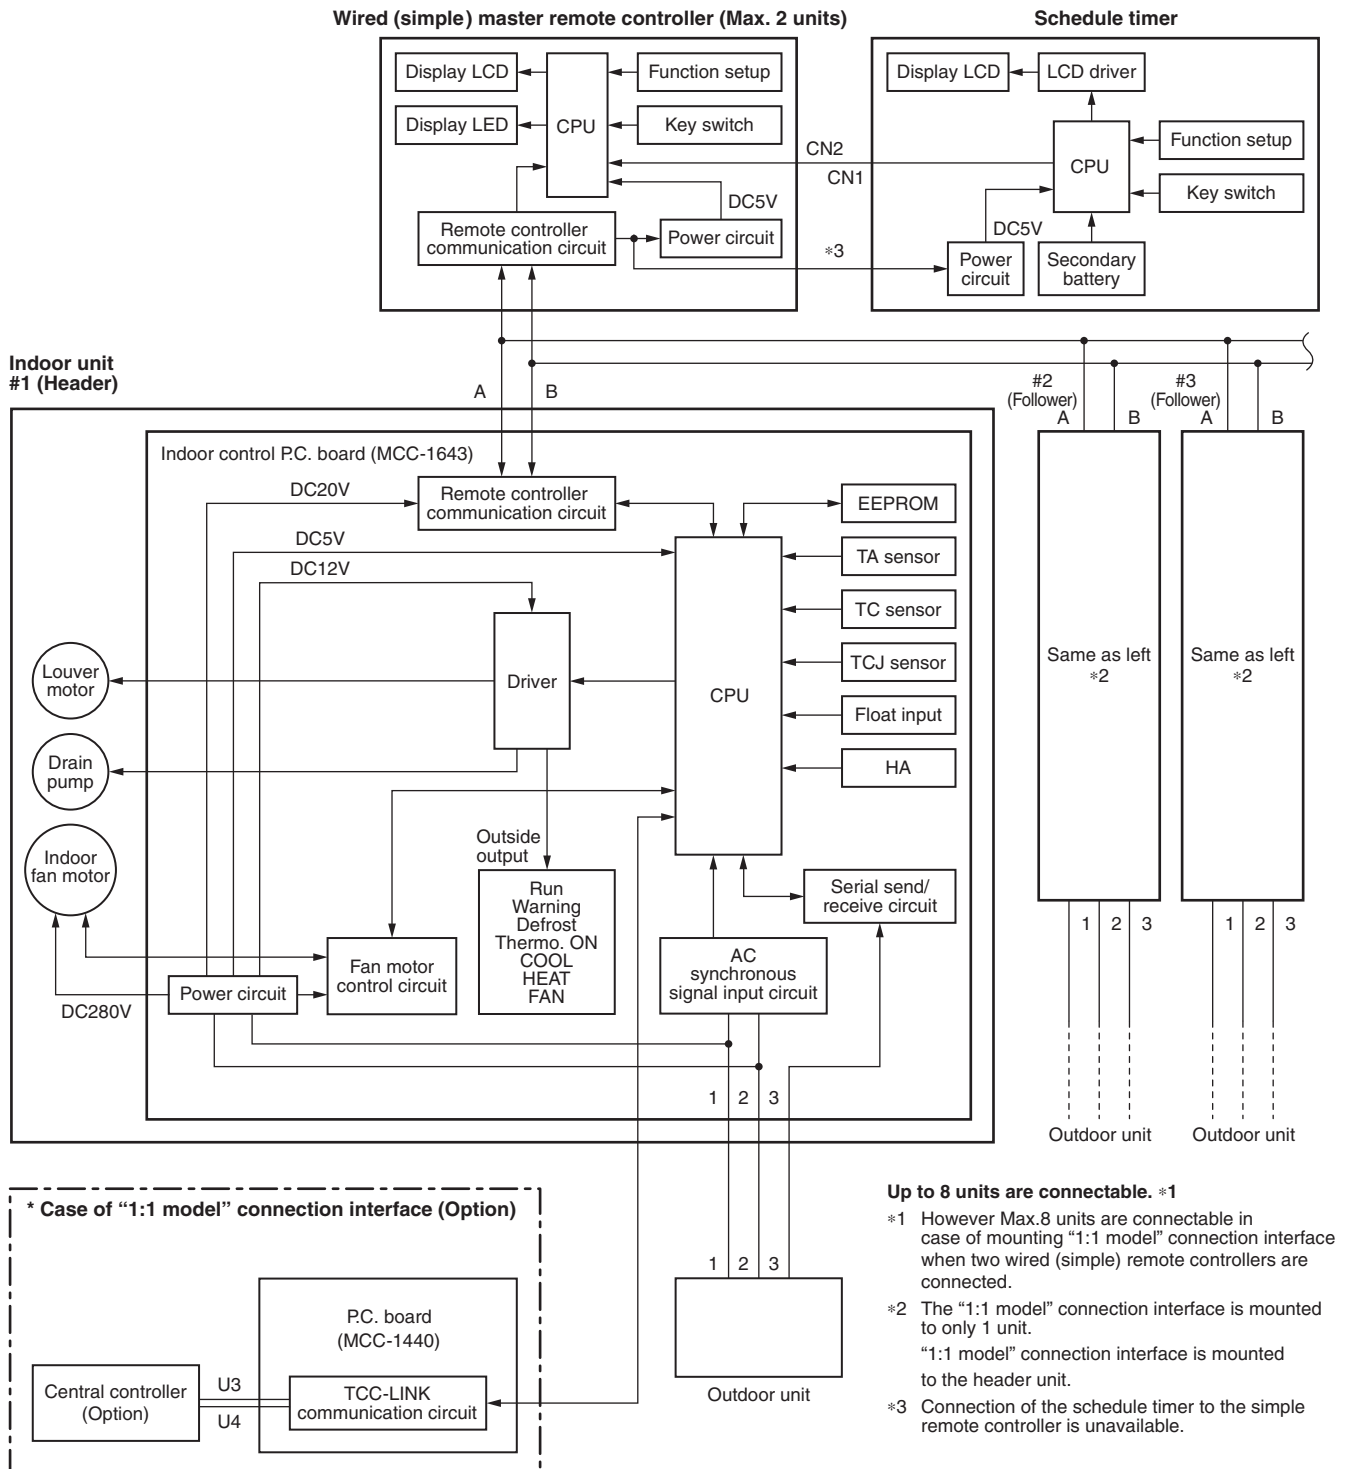 Wired (simple) master remote controller (Max. 2 units)
Schedule timer
Display LCD
Function setup
Display LED
CPU
Key switch
Remote controller
communication circuit
DC5V
Power circuit
CN2
CN1
∗3
Display LCD
LCD driver
CPU
Function setup
Key switch
DC5V
Power
circuit
Secondary
battery
Indoor unit
#1 (Header)
A
B
#2
(Follower)
A
B
#3
(Follower)
A
B
Indoor control P.C. board (MCC-1643)
DC20V
Remote controller
communication circuit
DC5V
DC12V
EEPROM
TA sensor
TC sensor
TCJ sensor
Float input
HA
CPU
Driver
Louver
motor
Drain
pump
Indoor
fan motor
Outside
output
Run
Warning
Defrost
Thermo. ON
COOL
HEAT
FAN
Serial send/
receive circuit
AC
synchronous
signal input circuit
Fan motor
control circuit
Power circuit
DC280V
1
2
3
Same as left
∗2
Same as left
∗2
1
2
3
1
2
3
Outdoor unit
Outdoor unit
* Case of “1:1 model” connection interface (Option)
P.C. board
(MCC-1440)
Central controller
(Option)
U3
U4
TCC-LINK
communication circuit
1
2
3
Outdoor unit
Up to 8 units are connectable. ∗1
∗1 However Max.8 units are connectable in
case of mounting “1:1 model” connection interface
when two wired (simple) remote controllers are
connected.
∗2 The “1:1 model” connection interface is mounted
to only 1 unit.
“1:1 model” connection interface is mounted
to the header unit.
∗3 Connection of the schedule timer to the simple
remote controller is unavailable.